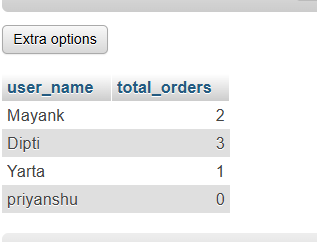 Extra options
user_name total_orders
Mayank 2
Dipti 3
Yarta 1
priyanshu 0